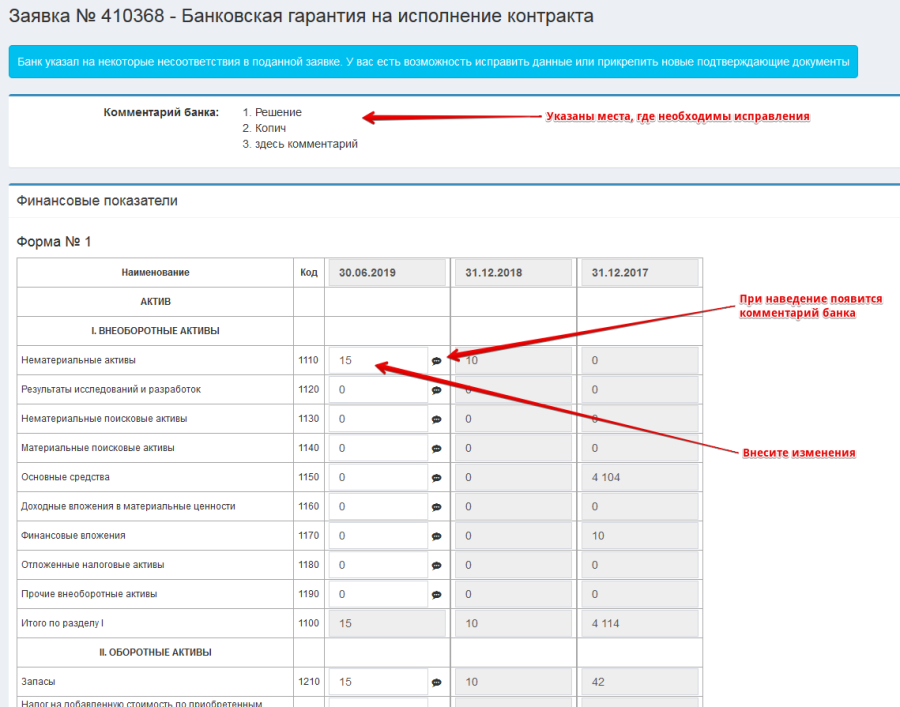 Заявка № 410368 - Банковская гарантия на исполнение контракта
Банк указал на некоторые несоответствия в поданной заявке. У вас есть возможность исправить данные или прикрепить новые подтверждающие документы
Комментарий банка:
1. Решение
2. Копич
3. здесь комментарий
Указаны места, где необходимы исправления
Финансовые показатели
Форма № 1
Наименование Код 30.06.2019 31.12.2018 31.12.2017
АКТИВ
I. ВНЕОБОРОТНЫЕ АКТИВЫ
При наведение появится
комментарий банка
Нематериальные активы 1110 15 10 0
Результаты исследований и разработок 1120 0 0 0
Нематериальные поисковые активы 1130 0 0 0
Материальные поисковые активы 1140 0 0 0
Внесите изменения
Основные средства 1150 0 0 4 104
Доходные вложения в материальные ценности 1160 0 0 0
Финансовые вложения 1170 0 0 10
Отложенные налоговые активы 1180 0 0 0
Прочие внеоборотные активы 1190 0 0 0
Итого по разделу I 1100 15 10 4 114
II. ОБОРОТНЫЕ АКТИВЫ
Запасы 1210 15 10 42
Налог на добавленную стоимость по приобретенным